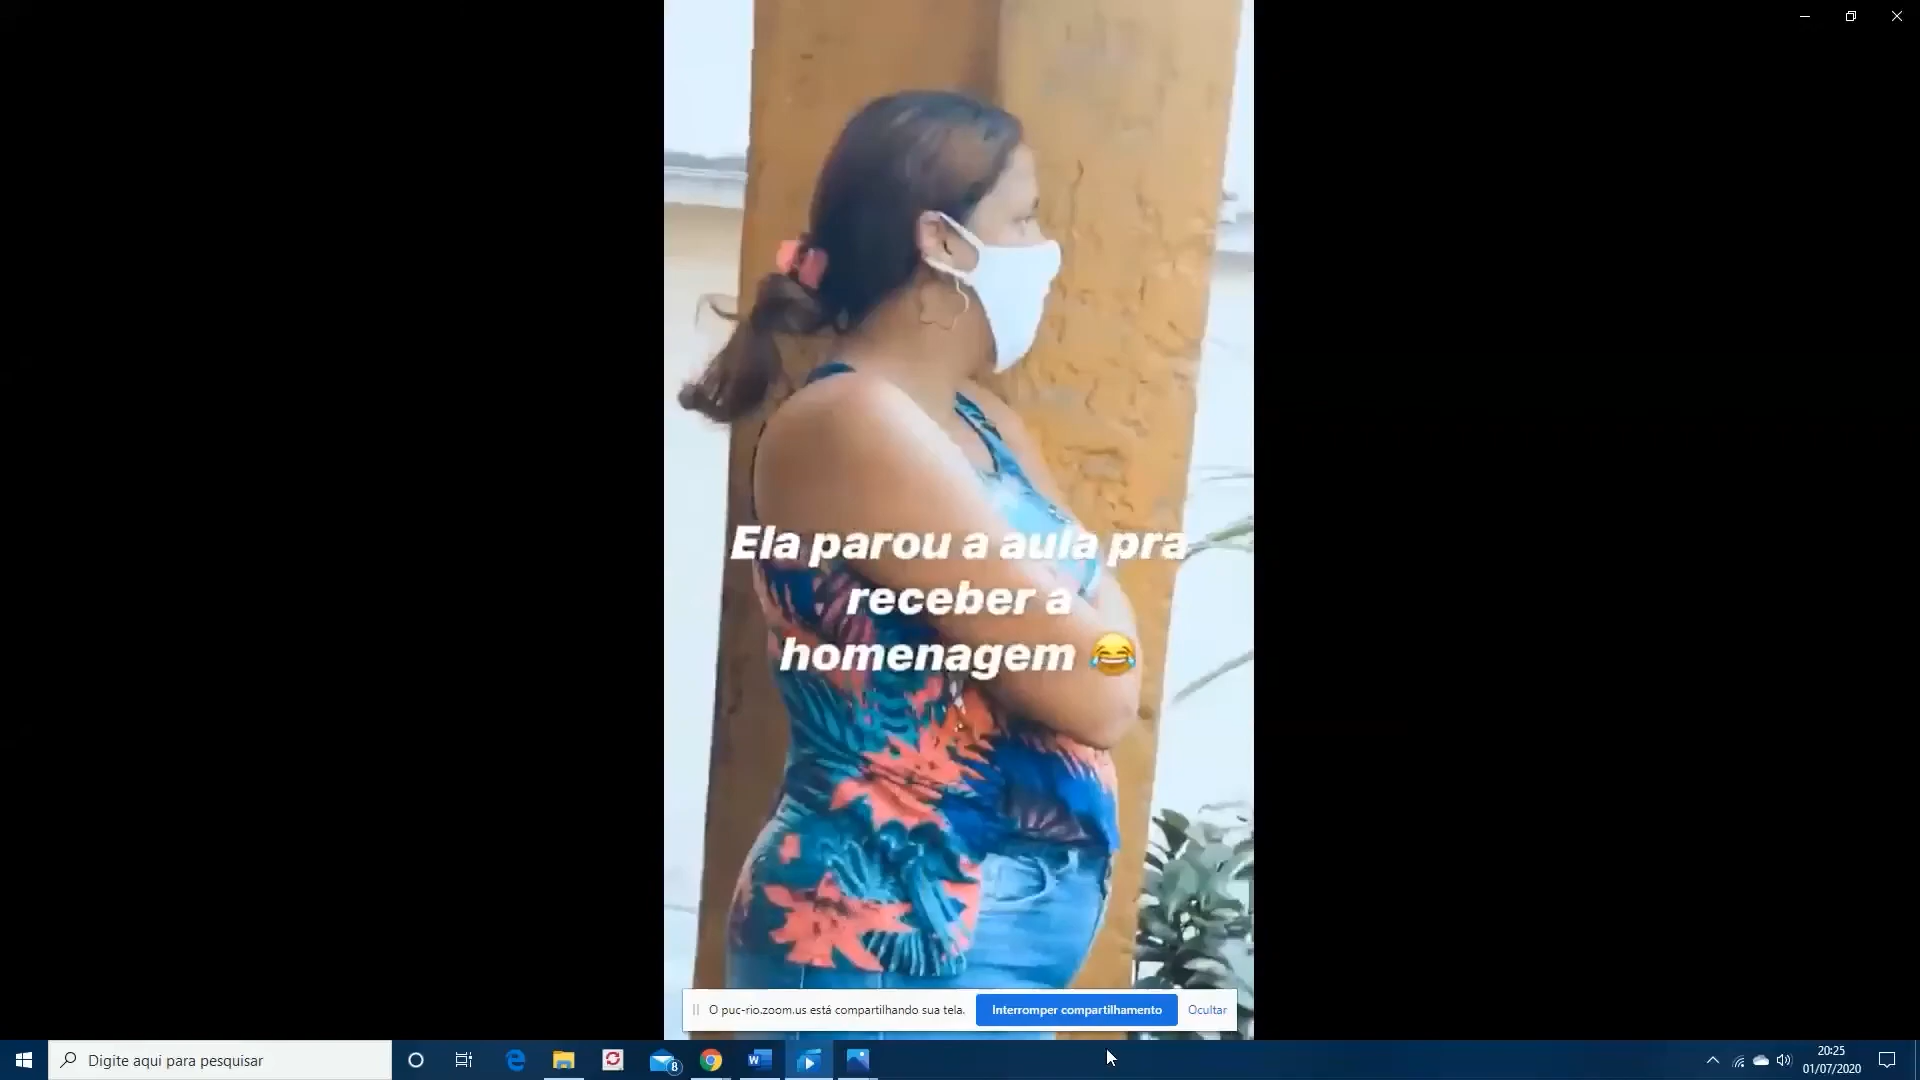 Ela parou a aula pra
receber a
homenagem 😂
O puc-rio.zoom.us está compartilhando sua tela.
Interromper compartilhamento
Ocultar
Digite aqui para pesquisar
8
W
20:25
01/07/2020